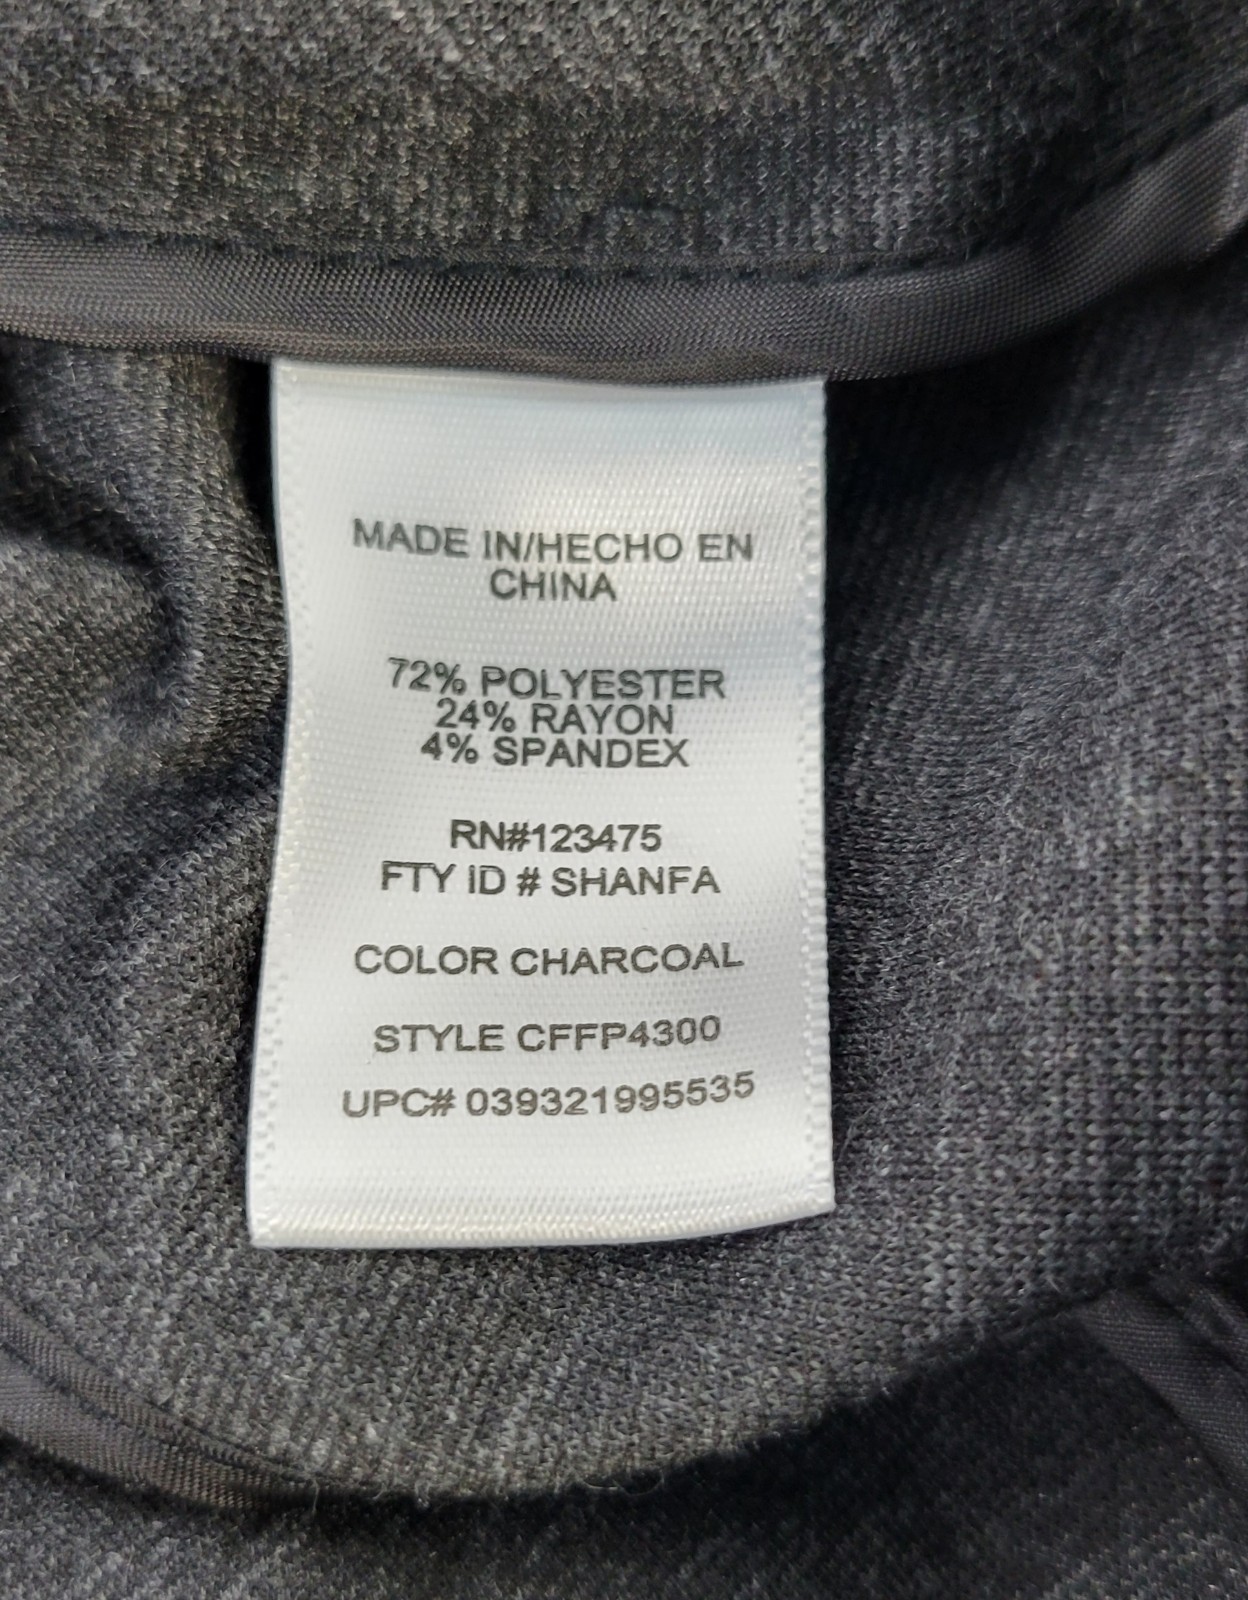 MADE IN/HECHO EN
CHINA
72% POLYESTER
24% RAYON
4% SPANDEX
RN#123475
FTY ID # SHANFA
COLOR CHARCOAL
STYLE CFFP4300
UPC# 039321995535